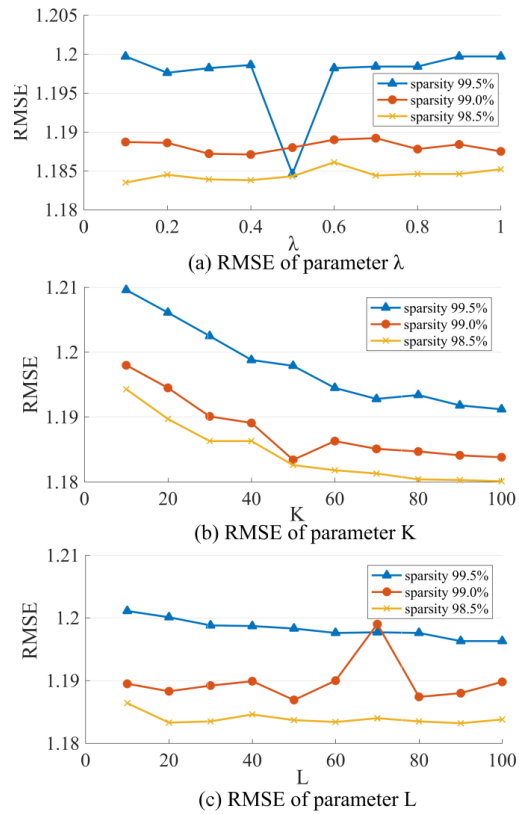 1.205
1.2
1.195
1.19
1.185
1.18
RMSE
sparsity 99.5%
sparsity 99.0%
sparsity 98.5%
0 0.2 0.4 0.6 0.8 1
λ
(a) RMSE of parameter λ
1.21
1.2
1.19
1.18
RMSE
sparsity 99.5%
sparsity 99.0%
sparsity 98.5%
0 20 40 60 80 100
K
(b) RMSE of parameter K
1.21
1.2
1.19
1.18
RMSE
sparsity 99.5%
sparsity 99.0%
sparsity 98.5%
0 20 40 60 80 100
L
(c) RMSE of parameter L